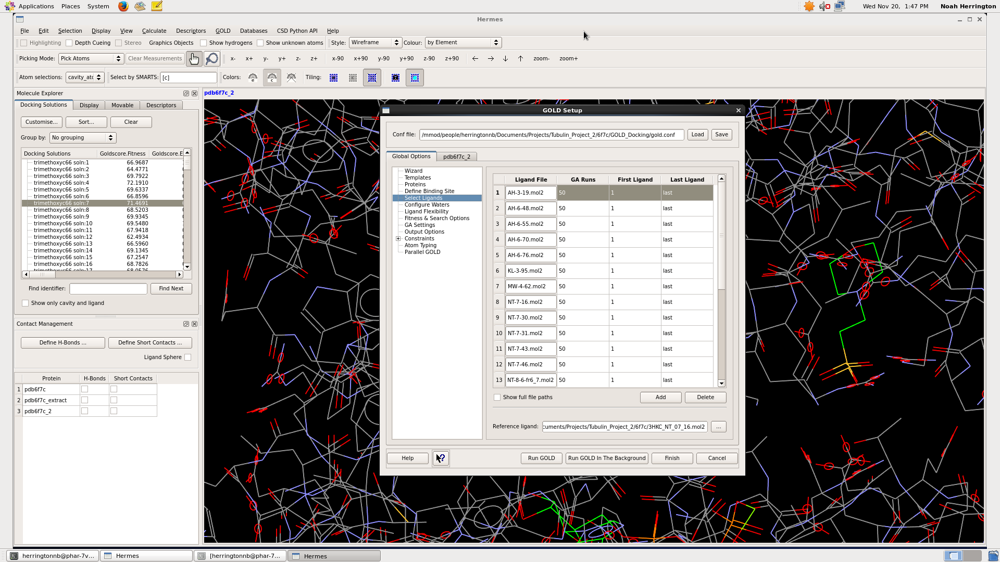 Applications Places System Wed Nov 20, 1:47 PM Noah Herrington
Hermes
File Edit Selection Display View Calculate Descriptors GOLD Databases CSD Python API Help
Highlighting Depth Cueing Stereo Graphics Objects Show hydrogens Show unknown atoms Style: Wireframe Colour: by Element
Picking Mode: Pick Atoms Clear Measurements x- x+ y- y+ z- z+ x-90 x+90 y-90 y+90 z-90 z+90 zoom- zoom+
Atom selections: cavity_atc Select by SMARTS: [c] Colors: e c Tiling:
Molecule Explorer
Docking Solutions Display Movable Descriptors
Customise... Sort... Clear
Group by: No grouping
Docking Solutions Goldscore.Fitness Goldscore.E
trimethoxyc66 soln:1 66.9687
trimethoxyc66 soln:2 64.4771
trimethoxyc66 soln:3 69.7922
trimethoxyc66 soln:4 72.1910
trimethoxyc66 soln:5 69.6337
trimethoxyc66 soln:6 66.8596
trimethoxyc66 soln:7 71.4691
trimethoxyc66 soln:8 68.5203
trimethoxyc66 soln:9 69.9345
trimethoxyc66 soln:10 69.5480
trimethoxyc66 soln:11 67.9418
trimethoxyc66 soln:12 62.4934
trimethoxyc66 soln:13 66.5960
trimethoxyc66 soln:14 69.1345
trimethoxyc66 soln:15 67.2547
trimethoxyc66 soln:16 68.7826
trimethoxyc66 soln:17 68.0576
Find identifier: Find Next
Show only cavity and ligand
Contact Management
Define H-Bonds ... Define Short Contacts ...
Ligand Sphere
Protein H-Bonds Short Contacts
1 pdb6f7c
2 pdb6f7c_extract
3 pdb6f7c_2
pdb6f7c_2
GOLD Setup
Conf file: /mmod/people/herringtonnb/Documents/Projects/Tubulin_Project_2/6f7c/GOLD_Docking/gold.conf Load Save
Global Options pdb6f7c_2
Wizard
Templates
Proteins
Define Binding Site
Select Ligands
Configure Waters
Ligand Flexibility
Fitness & Search Options
GA Settings
Output Options
Constraints
Atom Typing
Parallel GOLD
Ligand File GA Runs First Ligand Last Ligand
1 AH-3-19.mol2 50 1 last
2 AH-6-48.mol2 50 1 last
3 AH-6-55.mol2 50 1 last
4 AH-6-70.mol2 50 1 last
5 AH-6-76.mol2 50 1 last
6 KL-3-95.mol2 50 1 last
7 MW-4-62.mol2 50 1 last
8 NT-7-16.mol2 50 1 last
9 NT-7-30.mol2 50 1 last
10 NT-7-31.mol2 50 1 last
11 NT-7-43.mol2 50 1 last
12 NT-7-46.mol2 50 1 last
13 NT-8-6-fr6_7.mol2 50 1 last
Show full file paths Add Delete
Reference ligand: cuments/Projects/Tubulin_Project_2/6f7c/3HKC_NT_07_16.mol2 ...
Help ? Run GOLD Run GOLD In The Background Finish Cancel
herringtonnb@phar-7v... Hermes [herringtonnb@phar-7... Hermes